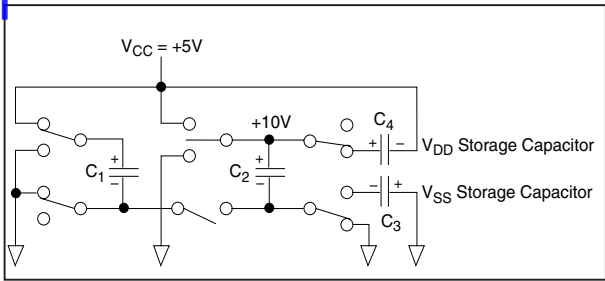 VCC = +5V
+10V
C4
+ −
VDD Storage Capacitor
+
C1
−
+
C2
−
− +
VSS Storage Capacitor
C3